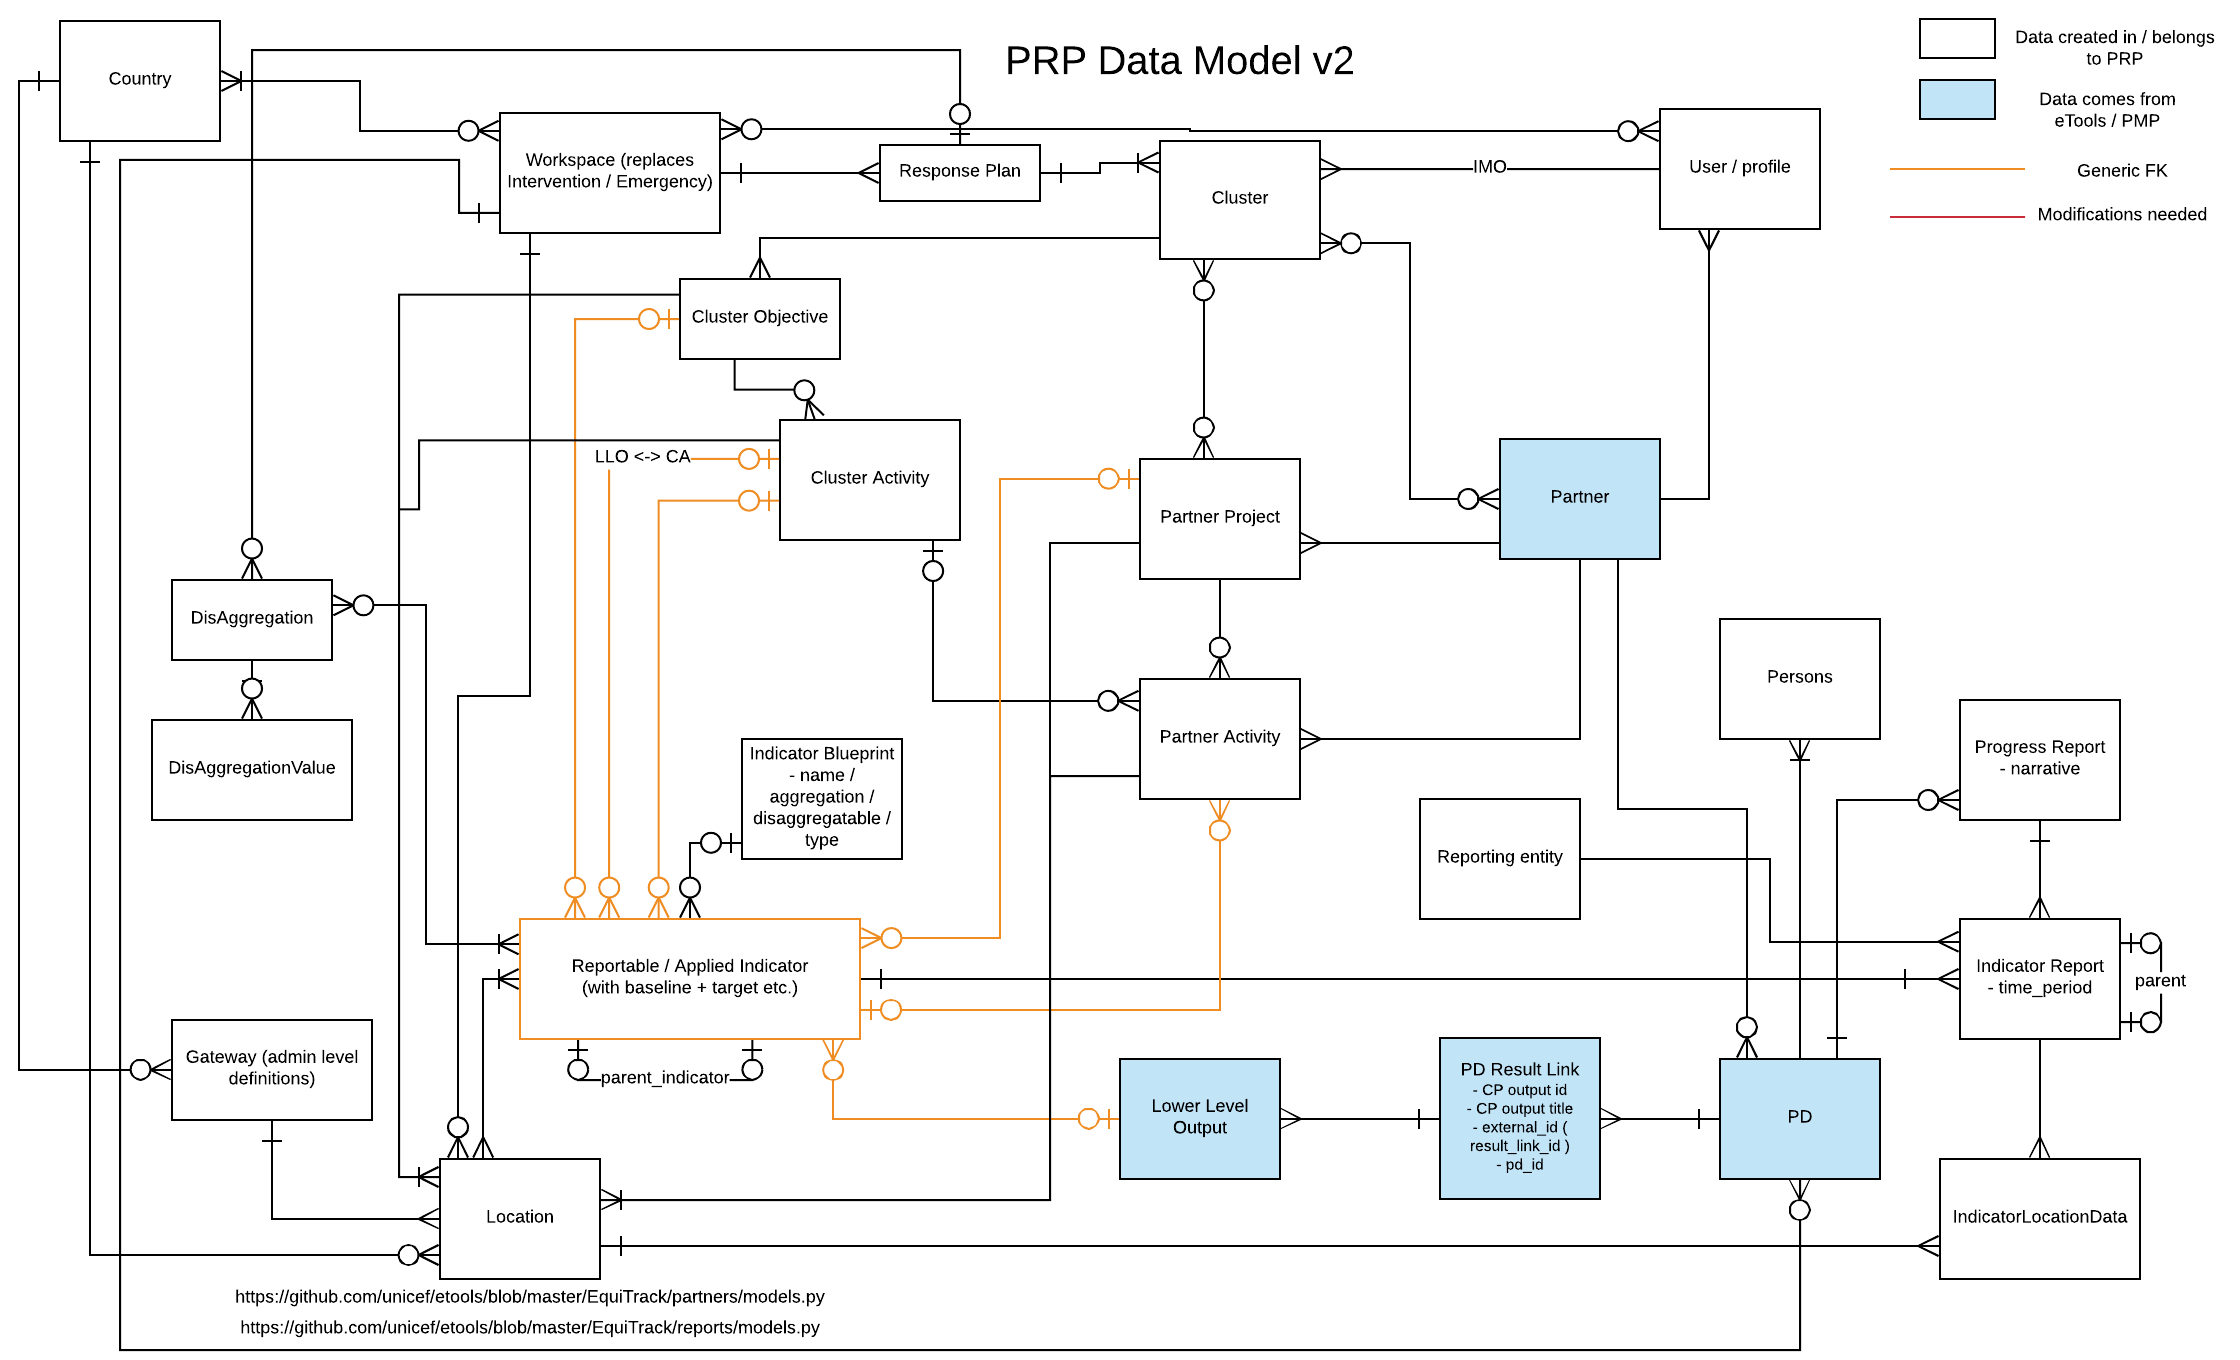 PRP Data Model v2
Data created in / belongs
to PRP
Data comes from
eTools / PMP
Generic FK
Modifications needed
Country
Workspace (replaces
Intervention / Emergency)
Response Plan
Cluster
IMO
User / profile
Cluster Objective
LLO <-> CA
Cluster Activity
Partner Project
Partner
DisAggregation
DisAggregationValue
Indicator Blueprint
- name /
aggregation /
disaggregatable /
type
Partner Activity
Persons
Progress Report
- narrative
Reporting entity
Reportable / Applied Indicator
(with baseline + target etc.)
Indicator Report
- time_period
parent
Gateway (admin level
definitions)
parent_indicator
Lower Level
Output
PD Result Link
- CP output id
- CP output title
- external_id (
result_link_id )
- pd_id
PD
Location
IndicatorLocationData
https://github.com/unicef/etools/blob/master/EquiTrack/partners/models.py
https://github.com/unicef/etools/blob/master/EquiTrack/reports/models.py